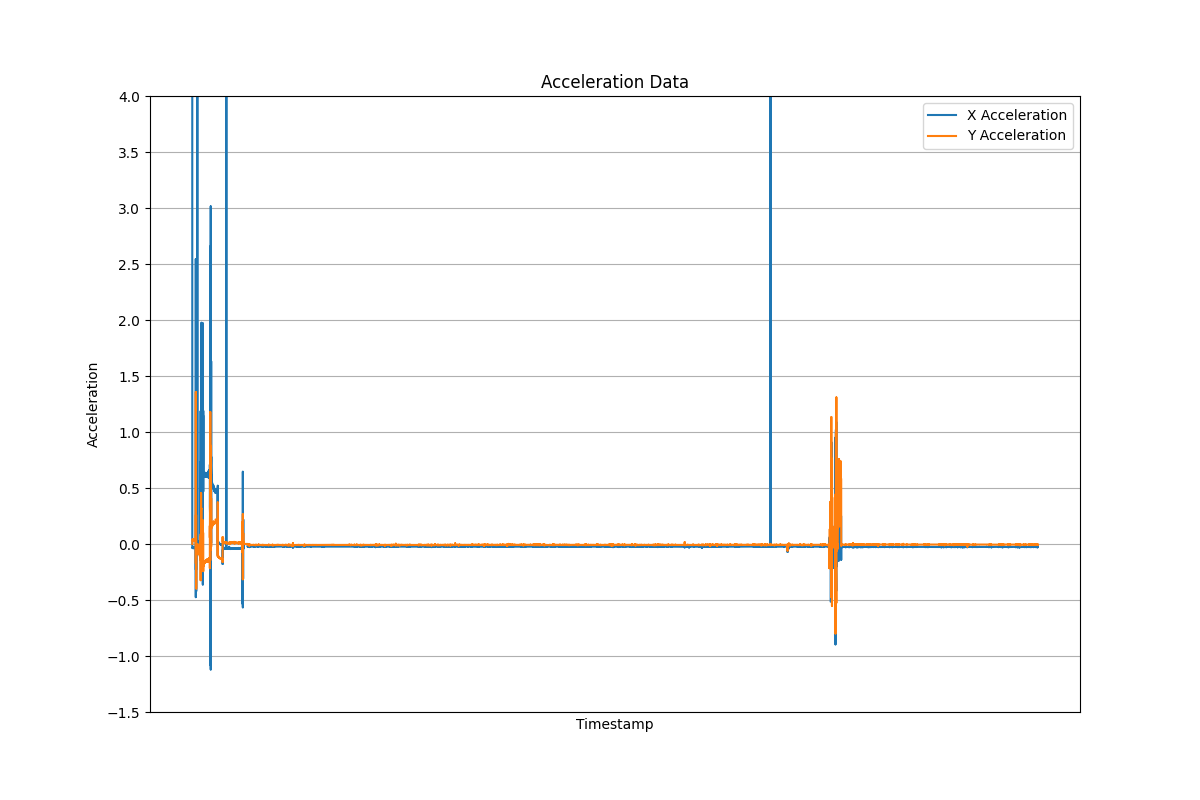 Acceleration Data
4.0
3.5
3.0
2.5
2.0
1.5
1.0
0.5
0.0
−0.5
−1.0
−1.5
Acceleration
Timestamp
X Acceleration
Y Acceleration